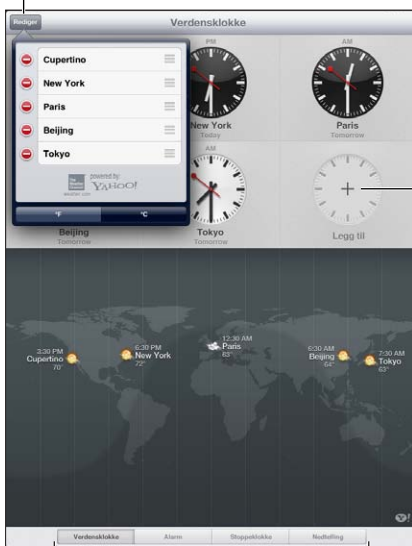 Rediger
Verdensklokke
Cupertino
New York
Paris
Beijing
Tokyo
powered by
YAHOO!
weather.com
°F
°C
PM
New York
Today
AM
Paris
Tomorrow
Beijing
Tomorrow
AM
Tokyo
Tomorrow
Legg til
3:30 PM
Cupertino
70°
6:30 PM
New York
72°
12:30 AM
Paris
63°
6:30 AM
Beijing
64°
7:30 AM
Tokyo
63°
Y!
Verdensklokke
Alarm
Stoppeklokke
Nedtelling